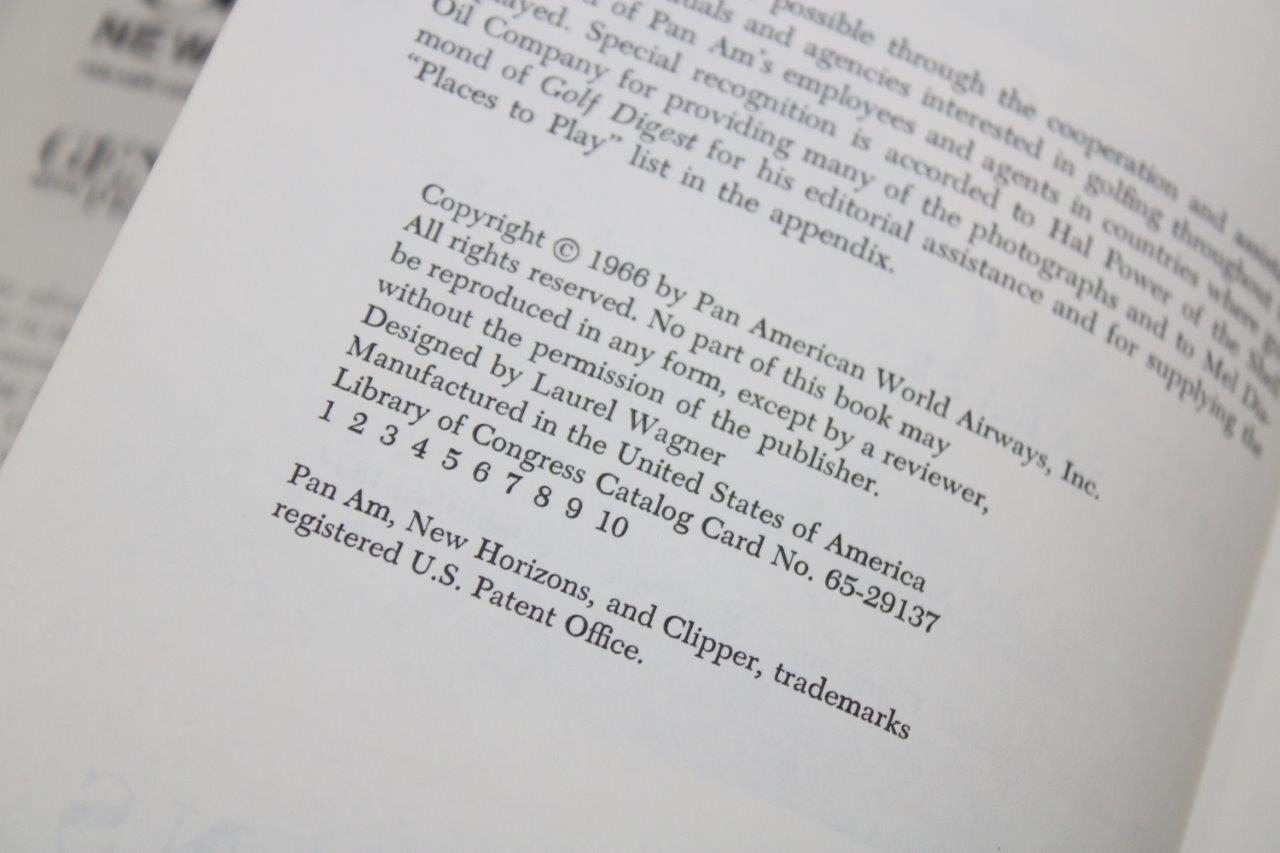 possible through the cooperation and
and agencies interested in golfing throughout
of Pan Am's employees and agents in countries where
played. Special recognition is accorded to Hal Power of the Shell
Oil Company for providing many of the photographs and to Mel Di-
mond of Golf Digest for his editorial assistance and for supplying the
“Places to Play” list in the appendix.
Copyright © 1966 by Pan American World Airways, Inc.
All rights reserved. No part of this book may
be reproduced in any form, except by a reviewer,
without the permission of the publisher.
Designed by Laurel Wagner
Manufactured in the United States of America
Library of Congress Catalog Card No. 65-29137
1 2 3 4 5 6 7 8 9 10
Pan Am, New Horizons, and Clipper, trademarks
registered U.S. Patent Office.
NEW